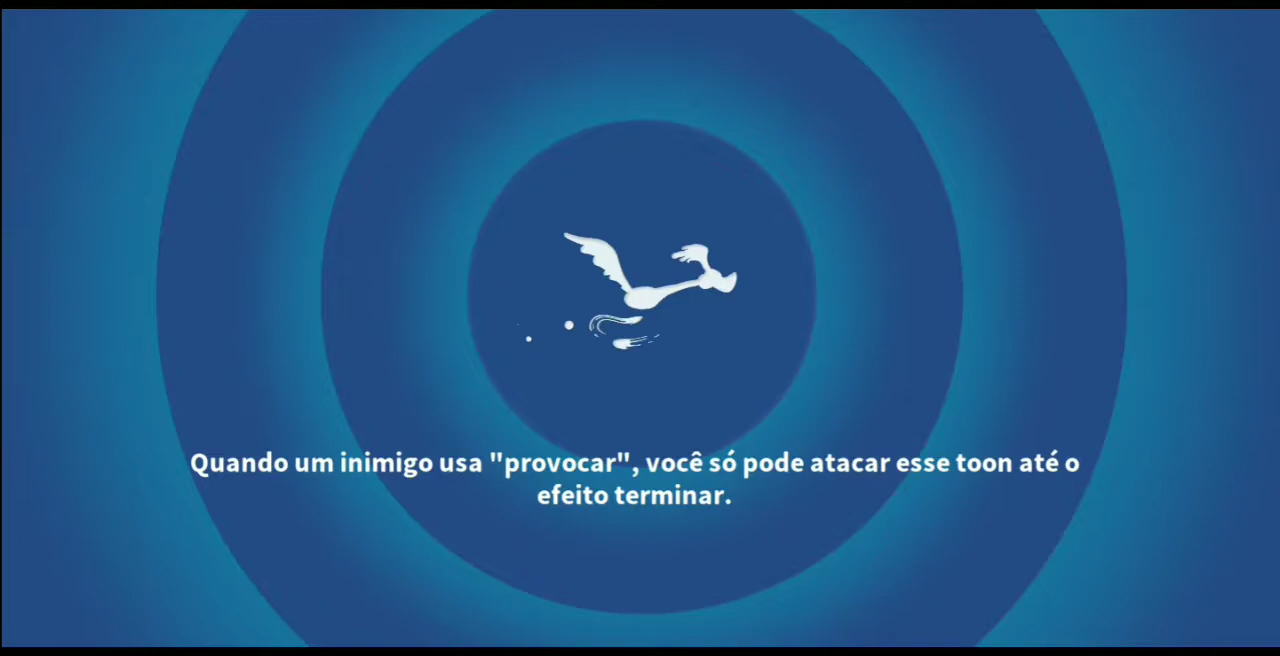 Quando um inimigo usa "provocar", você só pode atacar esse toon até o
efeito terminar.